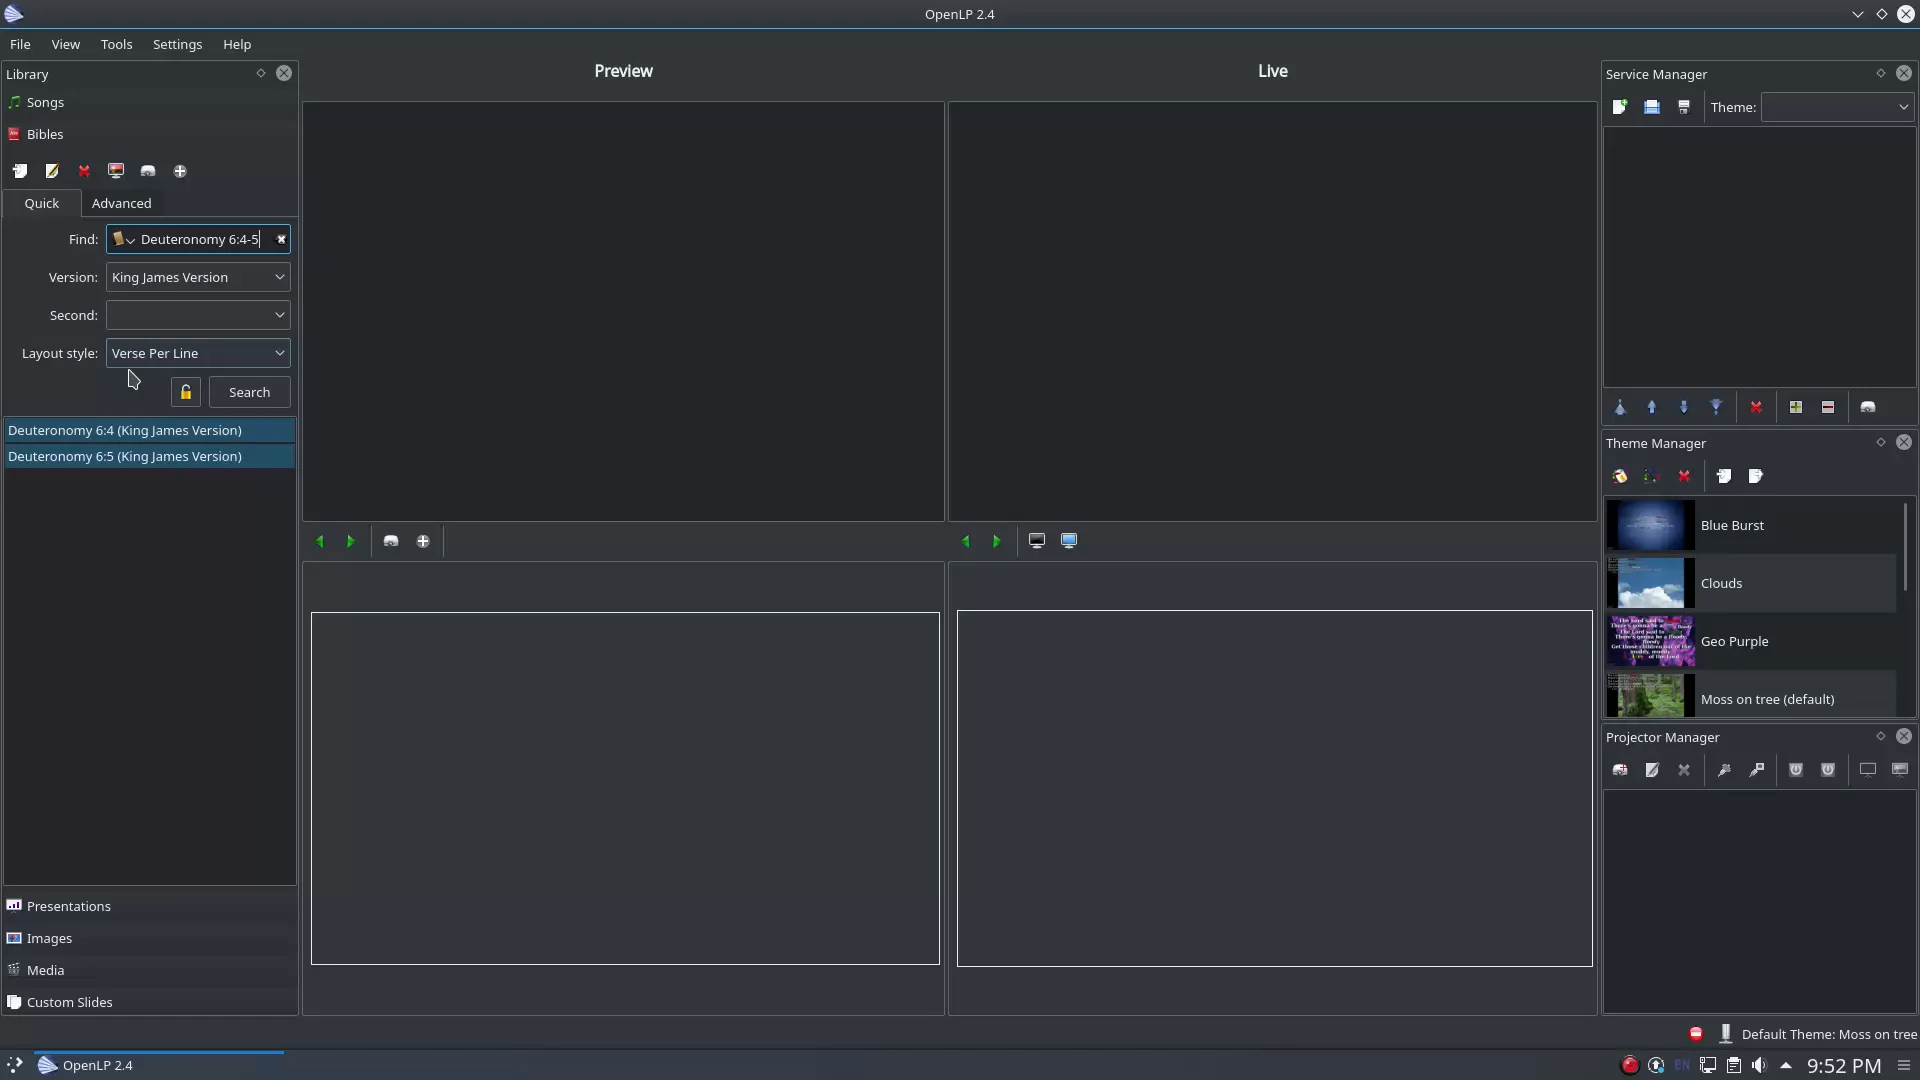 OpenLP 2.4
File View Tools Settings Help
Library
Songs
Bibles
Quick Advanced
Find: Deuteronomy 6:4-5
Version: King James Version
Second:
Layout style: Verse Per Line
Search
Deuteronomy 6:4 (King James Version)
Deuteronomy 6:5 (King James Version)
Presentations
Images
Media
Custom Slides
Preview
Live
Service Manager
Theme:
Theme Manager
Blue Burst
Clouds
Geo Purple
Moss on tree (default)
Projector Manager
Default Theme: Moss on tree
OpenLP 2.4
EN
9:52 PM